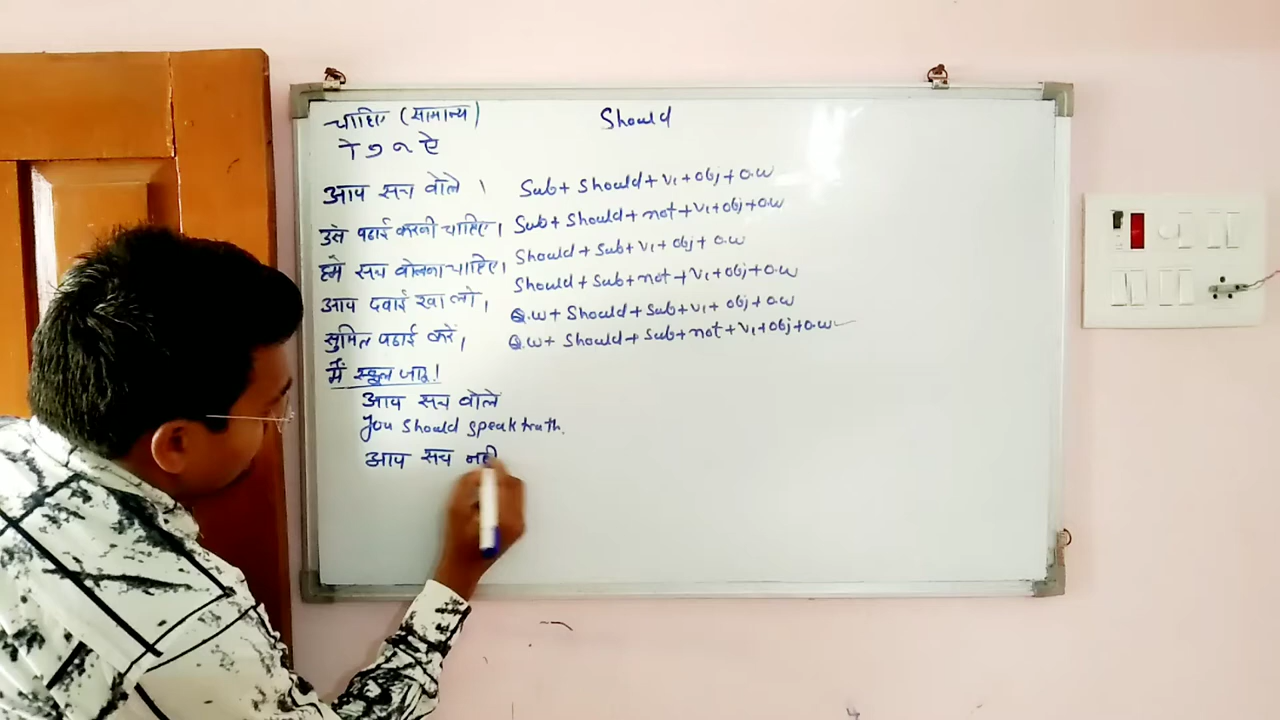 चाहिए (सामान्य) Should
आप सच बोले । Sub + Should + V1 + Obj + O.W
उसे पढाई करनी चाहिए। Sub + Should + not + V1 + Obj + O.W
हमे सच बोलना चाहिए। Should + Sub + V1 + Obj + O.W
आप दवाई खा लो। Should + Sub + not + V1 + Obj + O.W
सुमित पढाई करें। Q.W + Should + Sub + V1 + Obj + O.W
मैं स्कूल जाऊ! Q.W + Should + Sub + not + V1 + Obj + O.W
आप सच बोलें
You Should speak truth.
आप सच नही